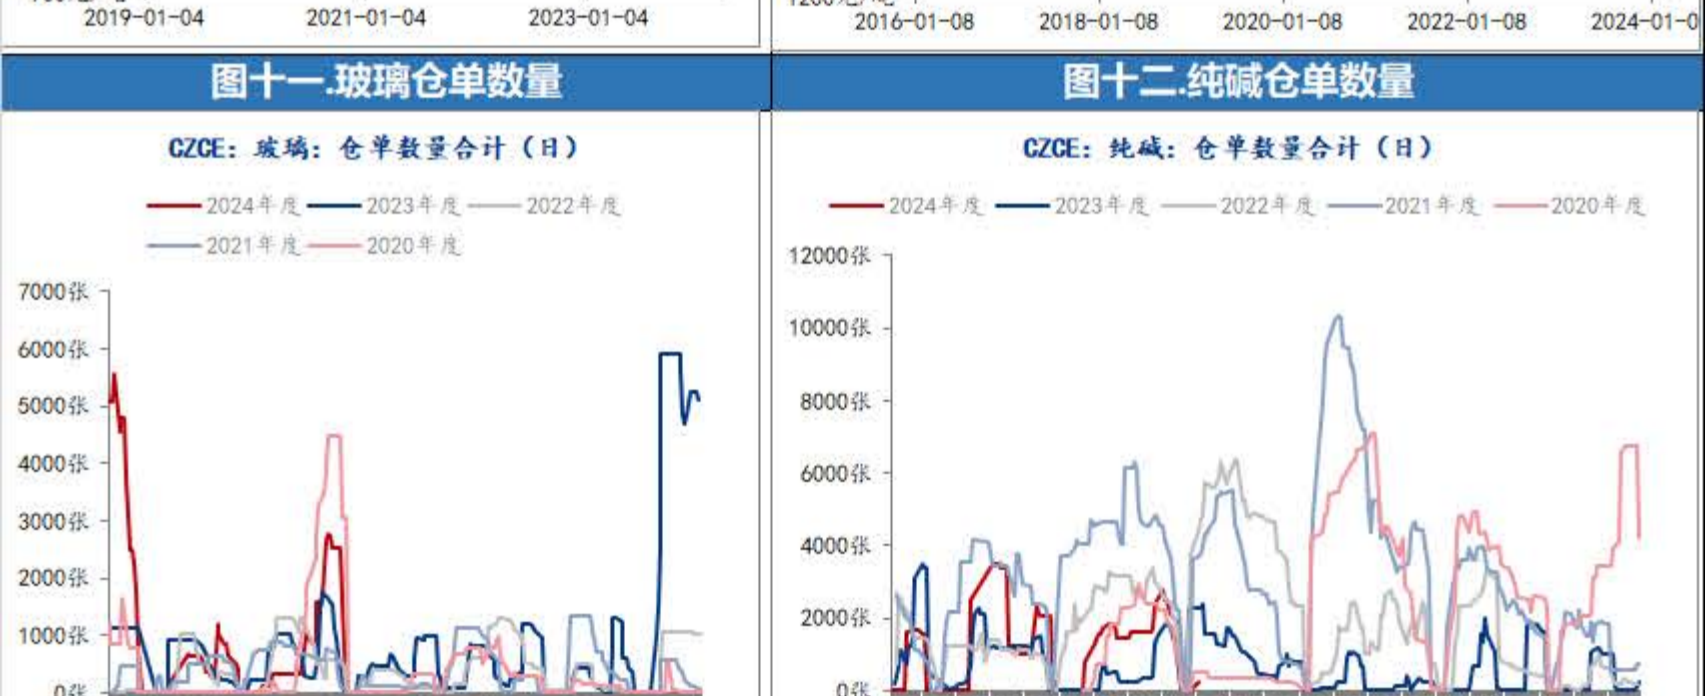 2019-01-04 2021-01-04 2023-01-04
2016-01-08 2018-01-08 2020-01-08 2022-01-08 2024-01-0
图十一.玻璃仓单数量
CZCE：玻璃：仓单数量合计（日）
2024年度 2023年度 2022年度
2021年度 2020年度
7000张
6000张
5000张
4000张
3000张
2000张
1000张
0张
图十二.纯碱仓单数量
CZCE：纯碱：仓单数量合计（日）
2024年度 2023年度 2022年度 2021年度 2020年度
12000张
10000张
8000张
6000张
4000张
2000张
0张